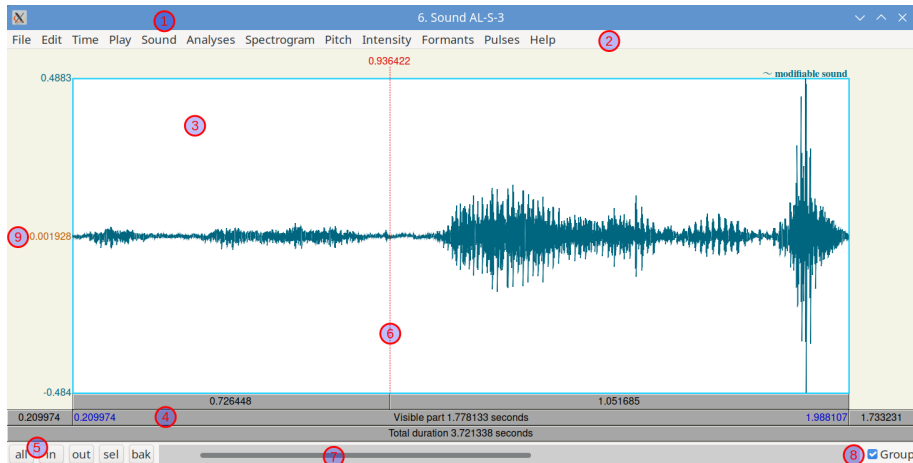 1 6. Sound AL-S-3
File Edit Time Play Sound Analyses Spectrogram Pitch Intensity Formants Pulses Help 2
0.936422
0.4883 ~ modifiable sound
3
9 0.001928
6
-0.484
0.726448 1.051685
0.209974 0.209974 4 Visible part 1.778133 seconds 1.988107 1.733231
Total duration 3.721338 seconds
all 5 in out sel bak 7 8 Group